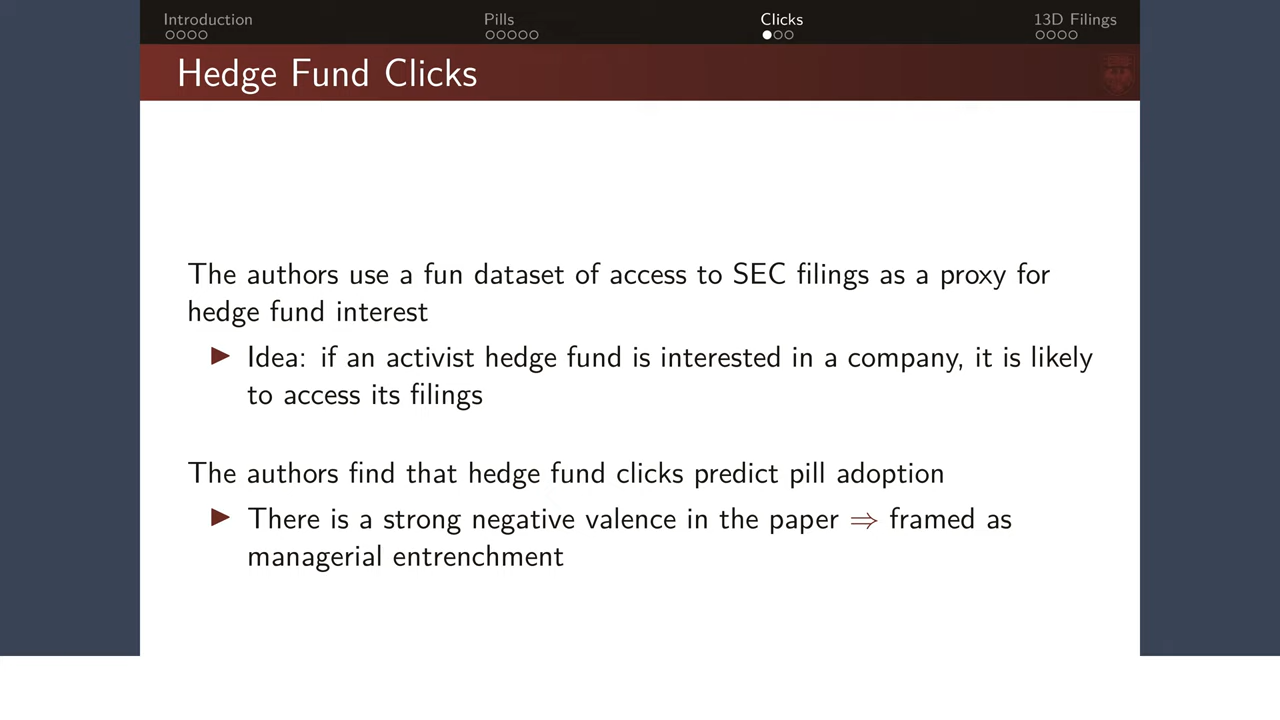 Introduction
Pills
Clicks
13D Filings
Hedge Fund Clicks
The authors use a fun dataset of access to SEC filings as a proxy for
hedge fund interest
Idea: if an activist hedge fund is interested in a company, it is likely
to access its filings
The authors find that hedge fund clicks predict pill adoption
There is a strong negative valence in the paper ⇒ framed as
managerial entrenchment